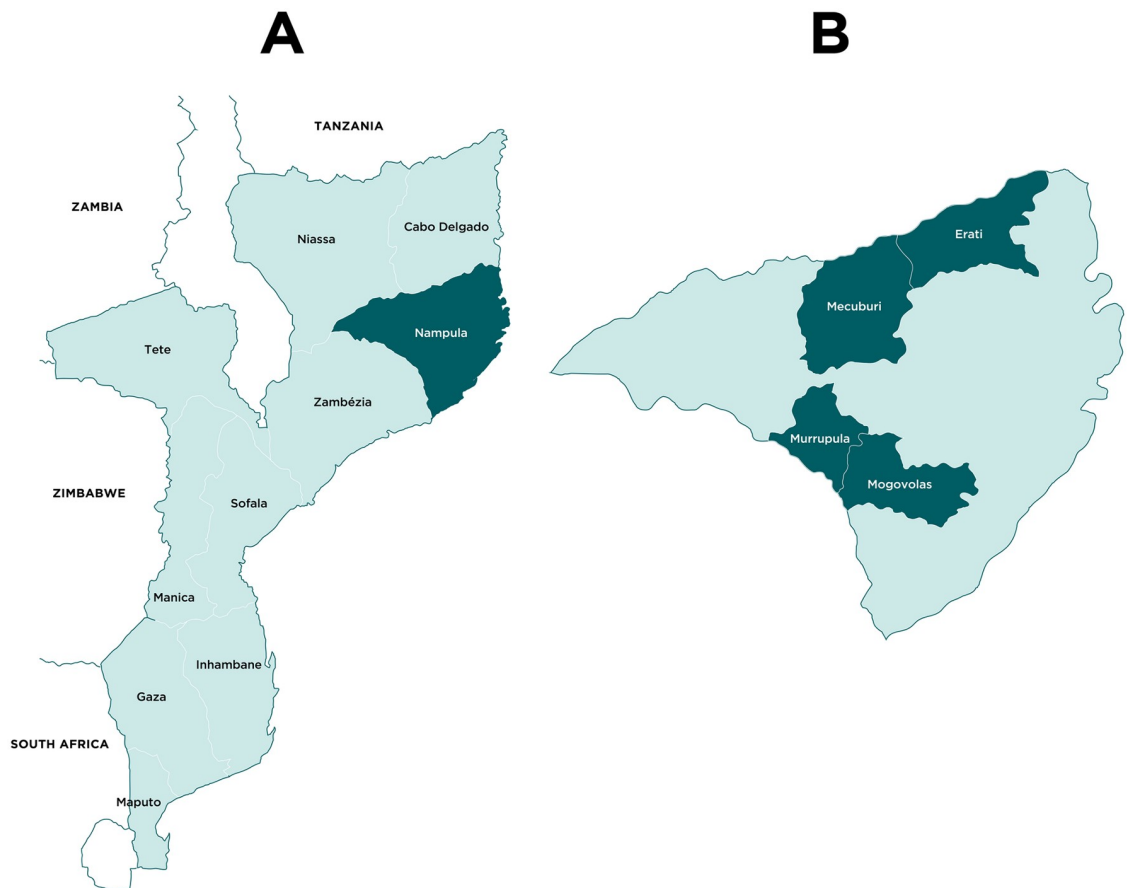 A
B
TANZANIA
ZAMBIA
Cabo Delgado
Niassa
Nampula
Tete
Zambézia
ZIMBABWE
Sofala
Manica
Inhambane
Gaza
SOUTH AFRICA
Maputo
Erati
Mecuburi
Murrupula
Mogovolas